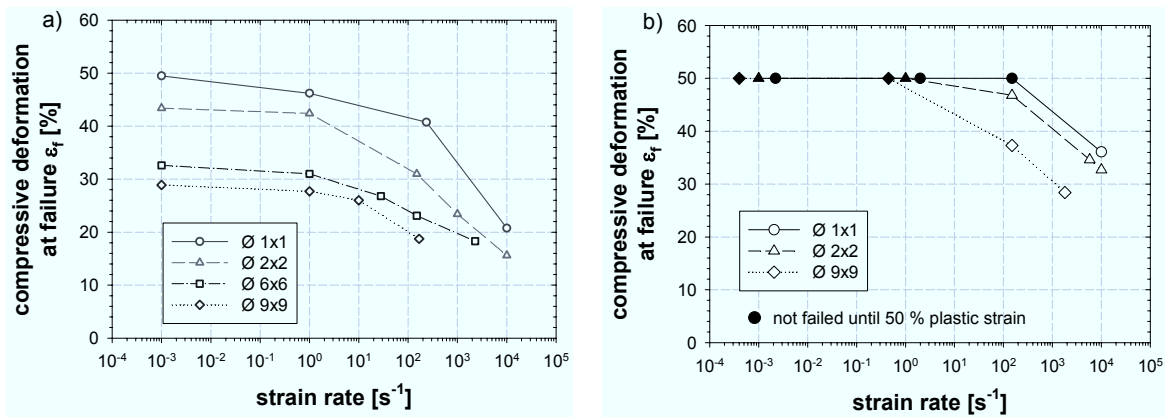 a)
compressive deformation
at failure ε_f [%]
60
50
40
30
20
10
0
Ø 1x1
Ø 2x2
Ø 6x6
Ø 9x9
10⁻⁴ 10⁻³ 10⁻² 10⁻¹ 10⁰ 10¹ 10² 10³ 10⁴ 10⁵
strain rate [s⁻¹]
b)
compressive deformation
at failure ε_f [%]
60
50
40
30
20
10
0
Ø 1x1
Ø 2x2
Ø 9x9
not failed until 50 % plastic strain
10⁻⁴ 10⁻³ 10⁻² 10⁻¹ 10⁰ 10¹ 10² 10³ 10⁴ 10⁵
strain rate [s⁻¹]